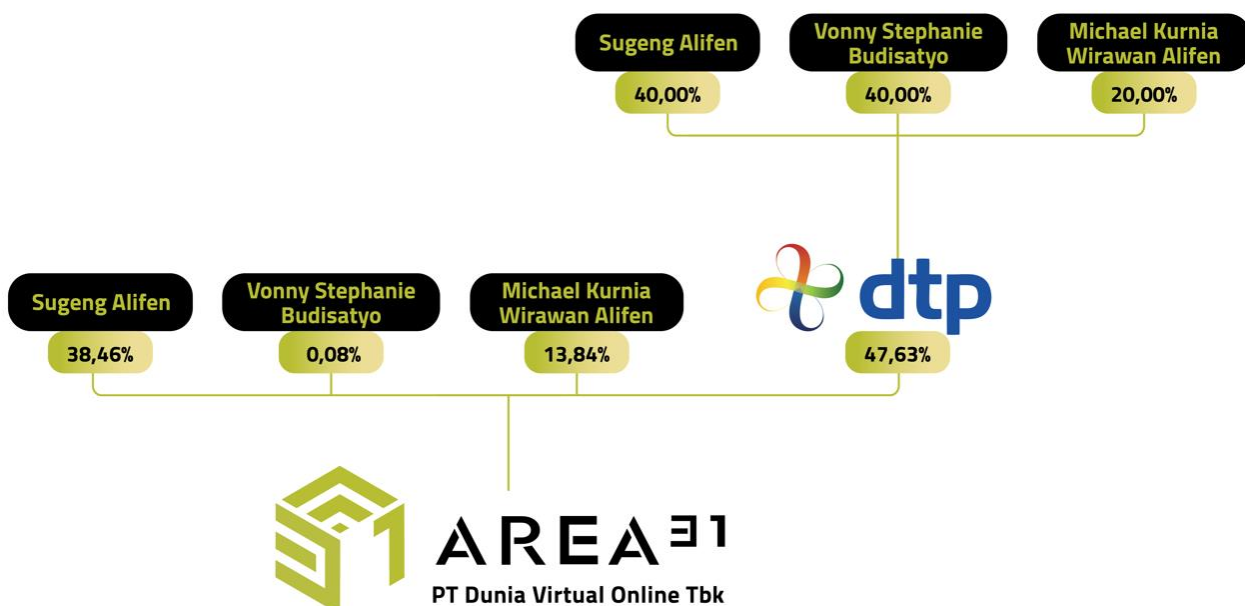 Sugeng Alifen
Vonny Stephanie
Budisatyo
Michael Kurnia
Wirawan Alifen
40,00%
40,00%
20,00%
dtp
Sugeng Alifen
Vonny Stephanie
Budisatyo
Michael Kurnia
Wirawan Alifen
38,46%
0,08%
13,84%
47,63%
31
AREA31
PT Dunia Virtual Online Tbk